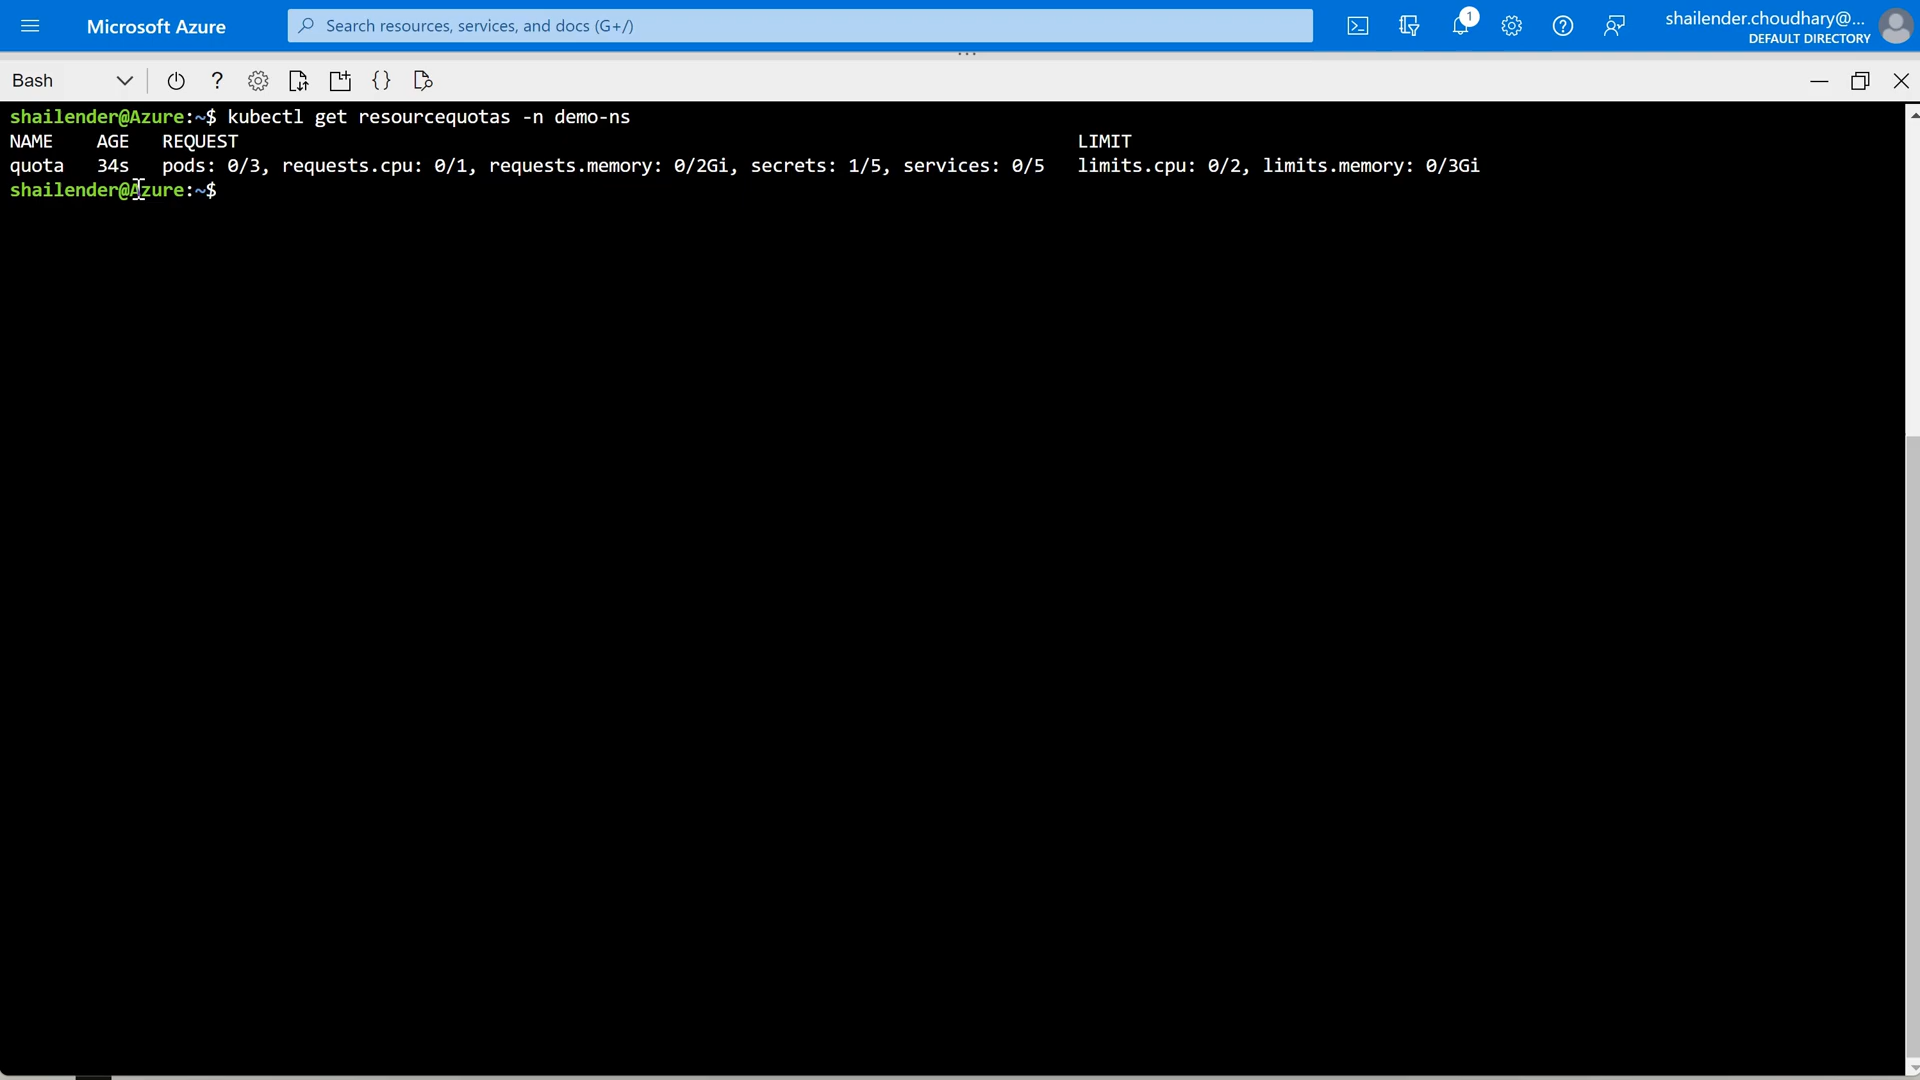 Microsoft Azure
Search resources, services, and docs (G+/)
1
shailender.choudhary@...
DEFAULT DIRECTORY
Bash
shailender@Azure:~$ kubectl get resourcequotas -n demo-ns
NAME AGE REQUEST LIMIT
quota 34s pods: 0/3, requests.cpu: 0/1, requests.memory: 0/2Gi, secrets: 1/5, services: 0/5 limits.cpu: 0/2, limits.memory: 0/3Gi
shailender@Azure:~$